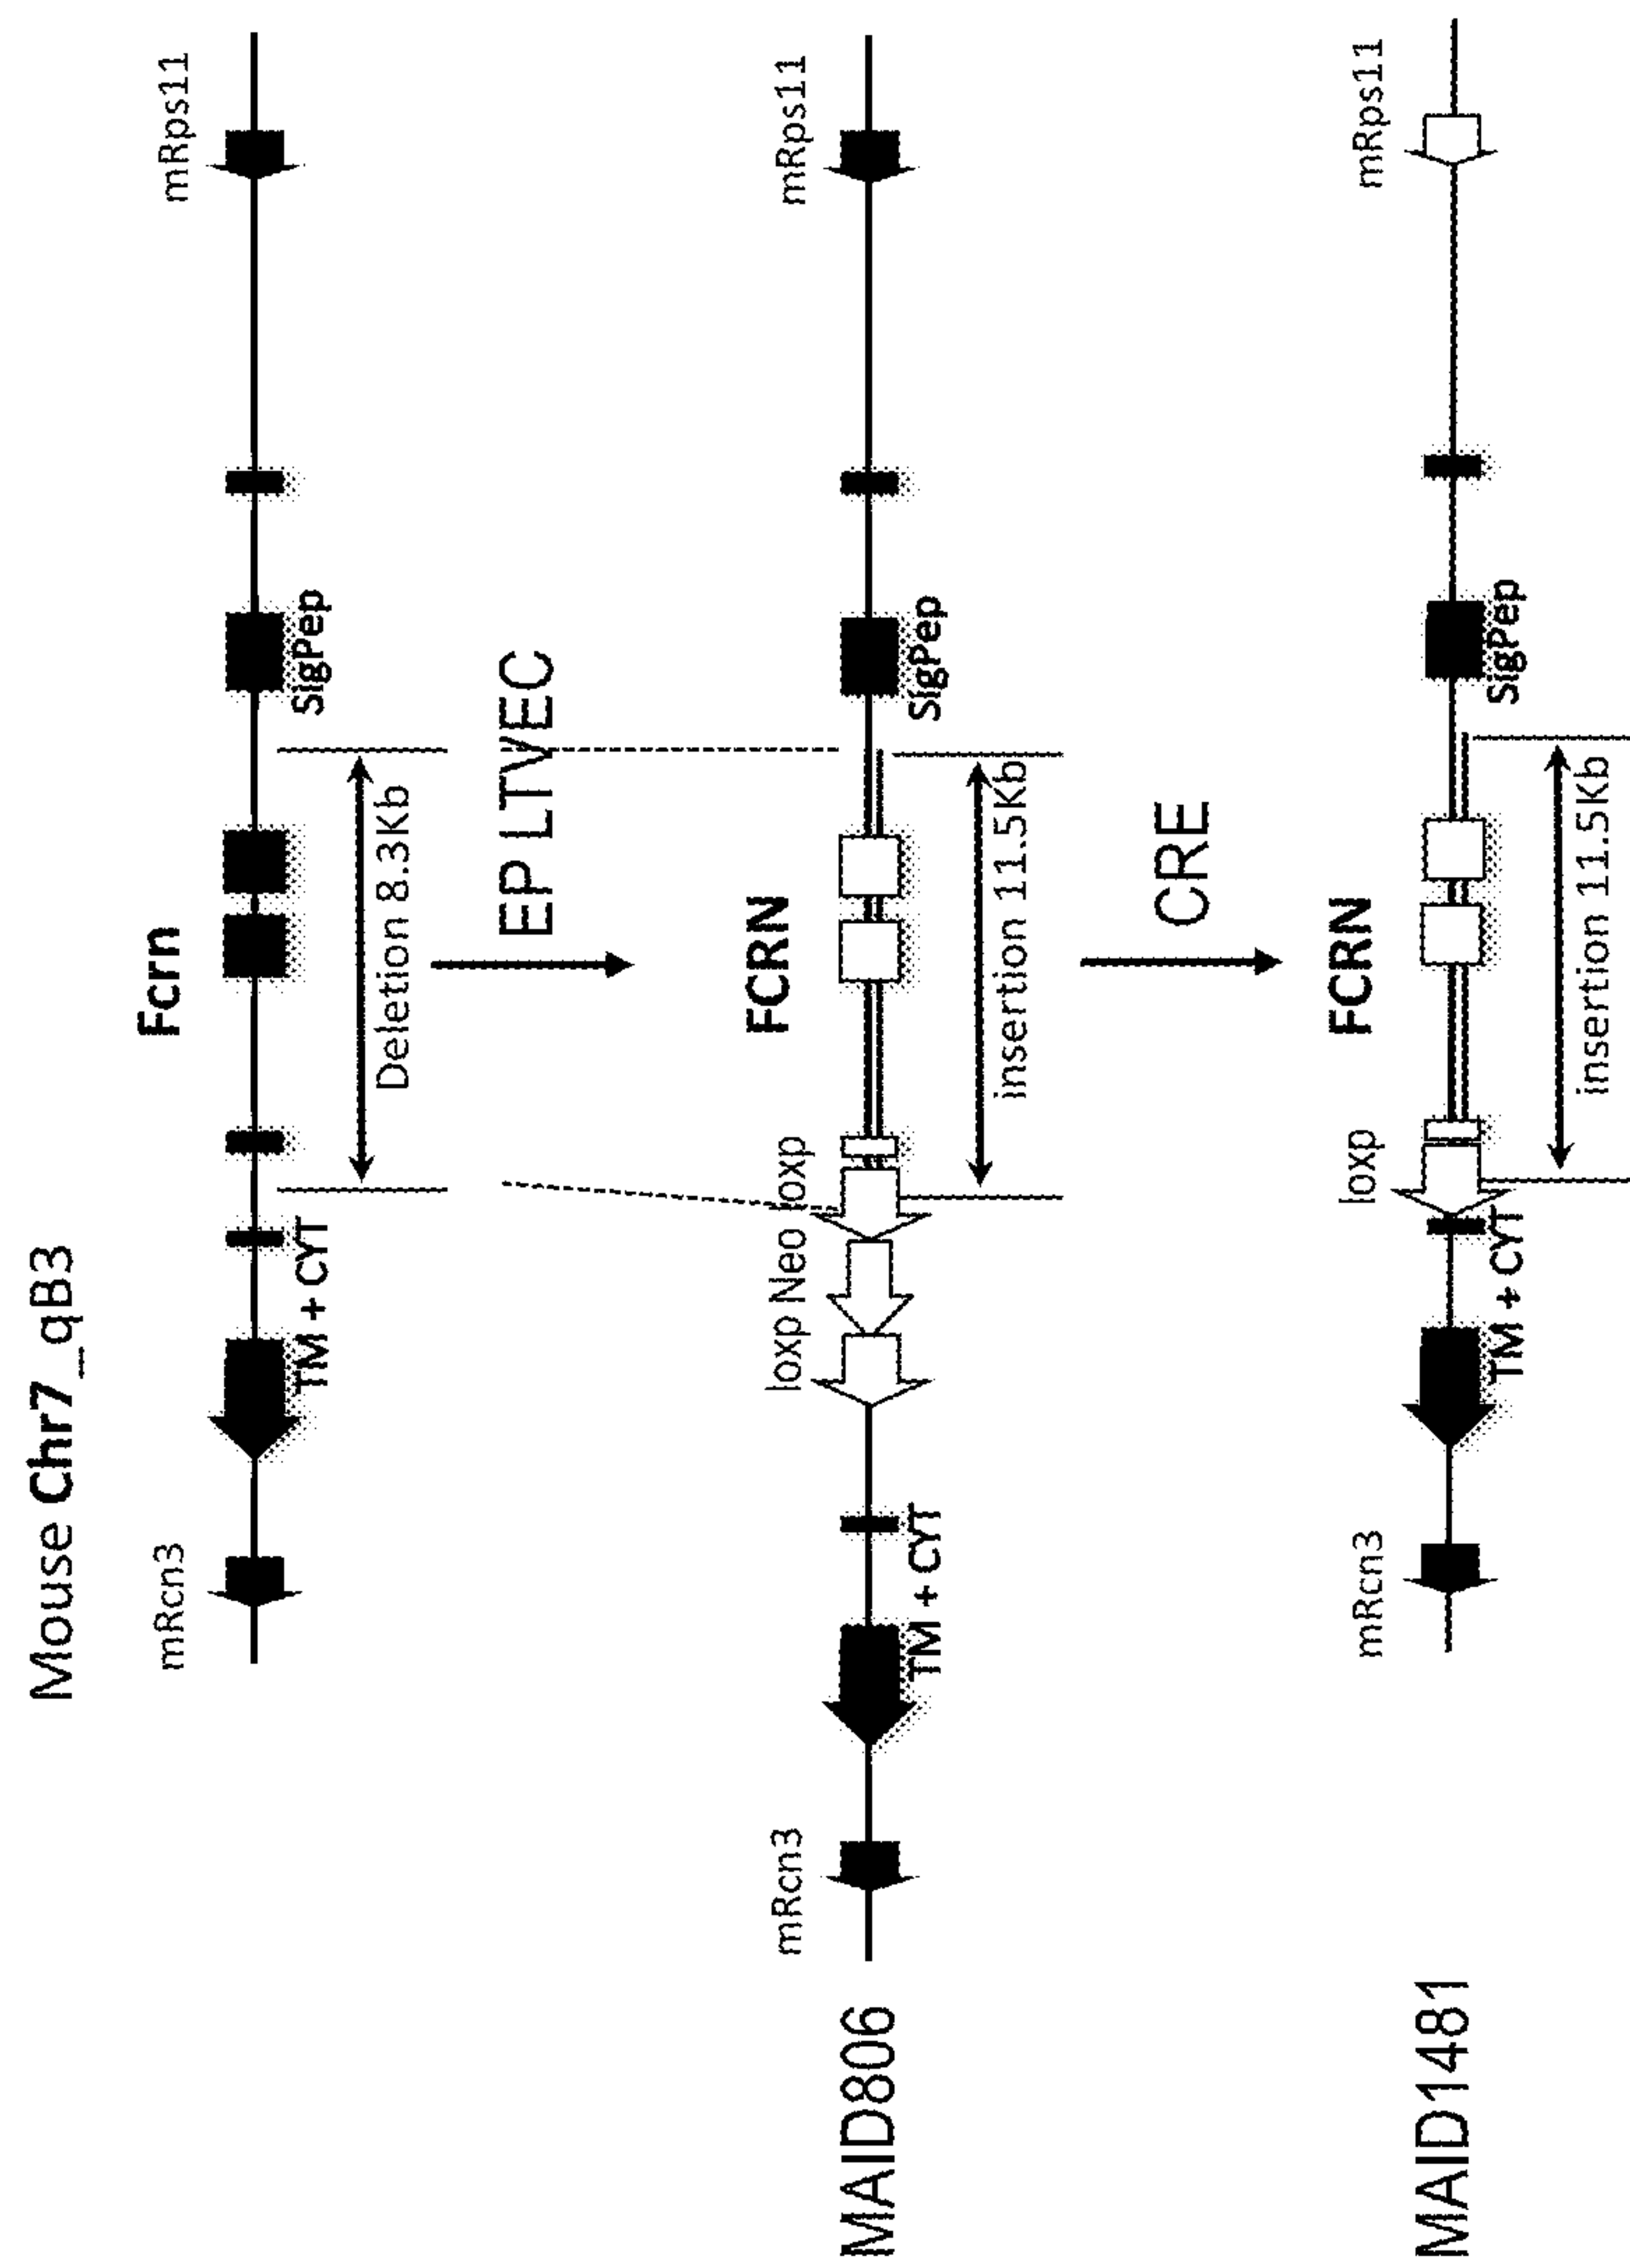 Mouse Chr7_qB3
mRcn3
Fcrn
mRps11
TM + CYT
SigPep
Deletion 8.3Kb
EP LTVEC
mRcn3
loxp Neo loxp
FCRN
mRps11
MAID806
TM + CYT
SigPep
insertion 11.5Kb
CRE
mRcn3
loxp
FCRN
mRps11
MAID1481
TM + CYT
SigPep
insertion 11.5Kb